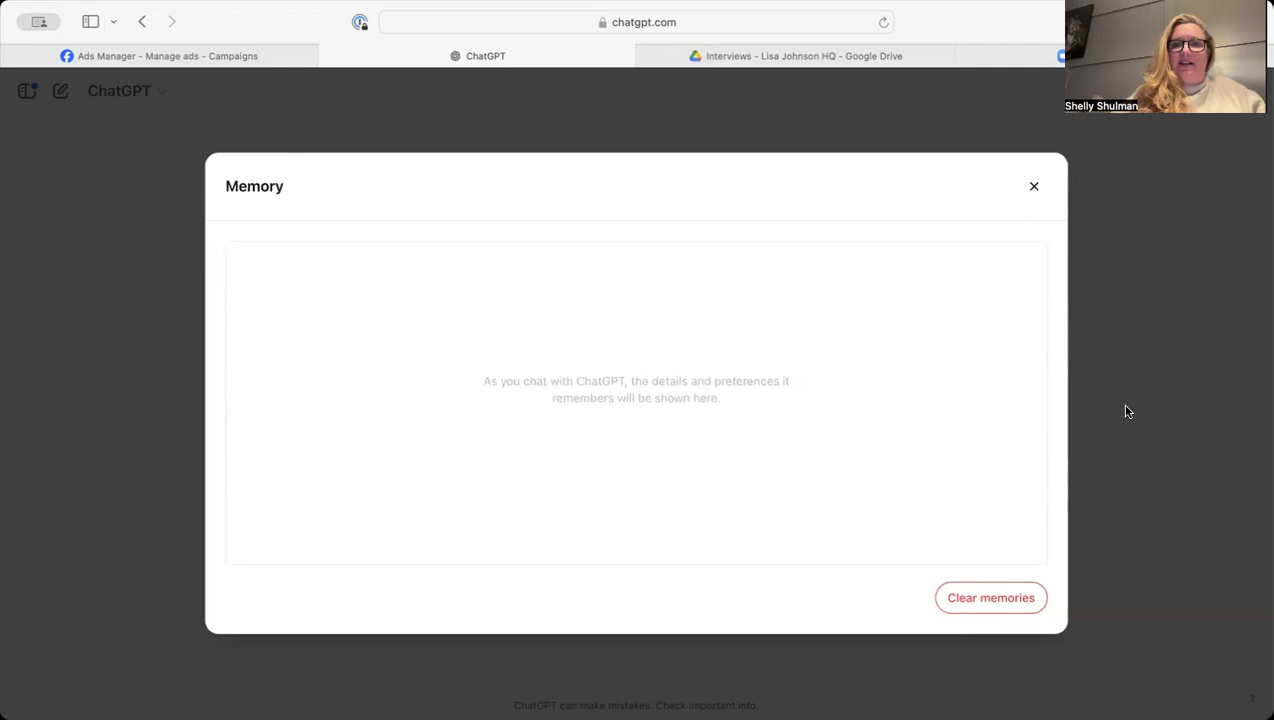 chatgpt.com
Ads Manager - Manage ads - Campaigns
ChatGPT
Interviews - Lisa Johnson HQ - Google Drive
ChatGPT
Shelly Shulman
Memory
As you chat with ChatGPT, the details and preferences it
remembers will be shown here.
Clear memories
ChatGPT can make mistakes. Check important info.
?